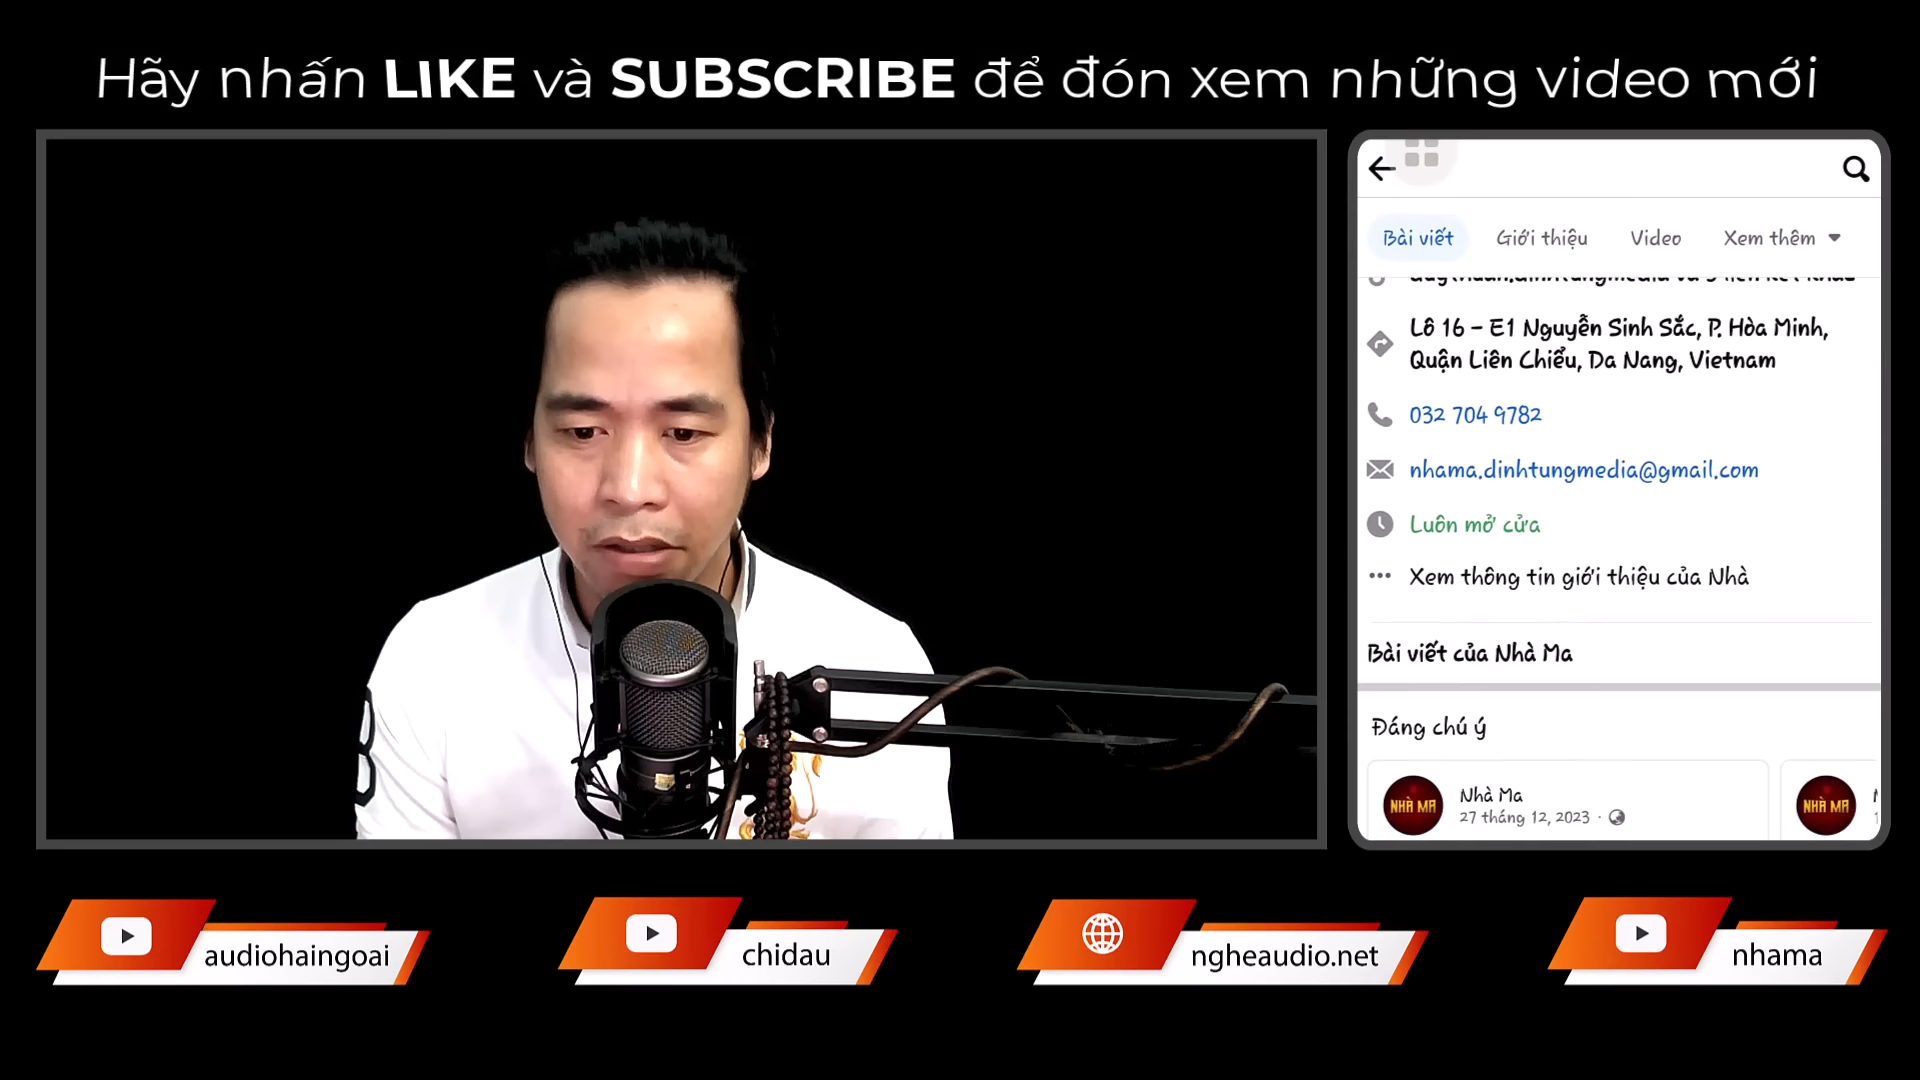 Hãy nhấn LIKE và SUBSCRIBE để đón xem những video mới
Bài viết
Giới thiệu
Video
Xem thêm
Lô 16 - E1 Nguyễn Sinh Sắc, P. Hòa Minh,
Quận Liên Chiểu, Da Nang, Vietnam
032 704 9782
nhama.dinhtungmedia@gmail.com
Luôn mở cửa
Xem thông tin giới thiệu của Nhà
Bài viết của Nhà Ma
Đáng chú ý
NHÀ MA
Nhà Ma
27 tháng 12, 2023 ·
NHÀ MA
audiohaingoai
chidau
ngheaudio.net
nhama